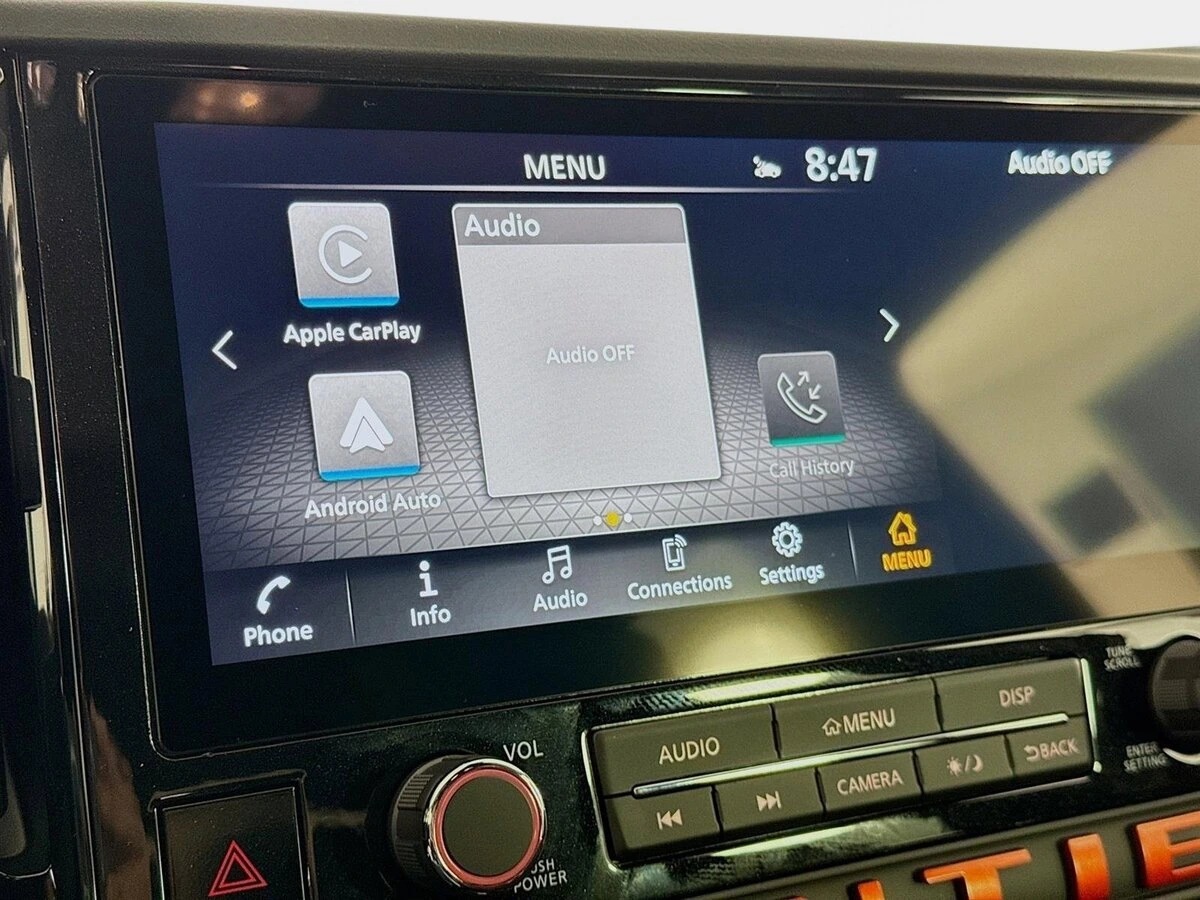 MENU 8:47 Audio OFF
Audio
Apple CarPlay
Audio OFF
Android Auto
Call History
Phone
Info
Audio
Connections
Settings
MENU
VOL
PUSH
POWER
AUDIO
MENU
DISP
CAMERA
BACK
TUNE
SCROLL
ENTER
SETTING